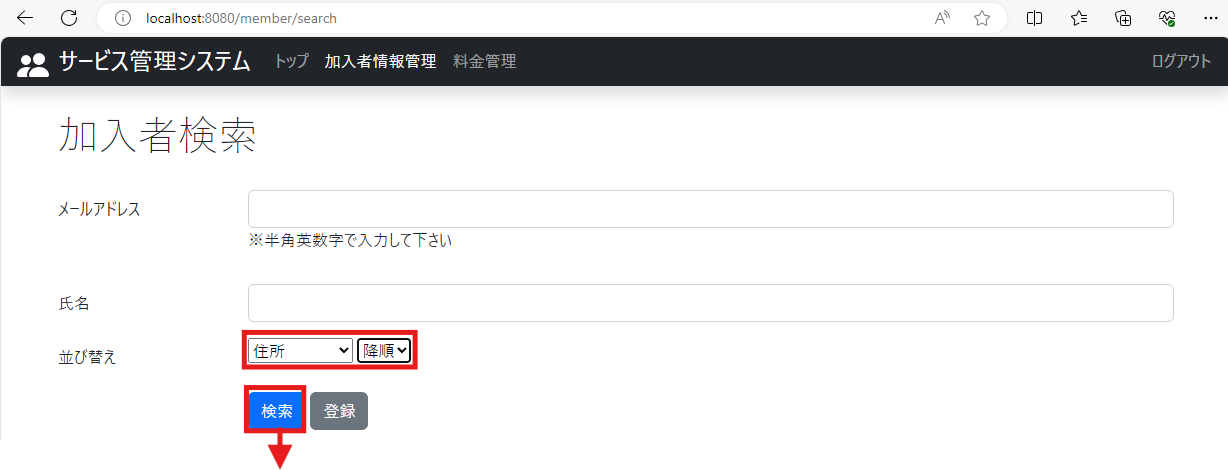 localhost:8080/member/search
サービス管理システム トップ 加入者情報管理 料金管理 ログアウト
加入者検索
メールアドレス
※半角英数字で入力して下さい
氏名
並び替え 住所 降順
検索 登録